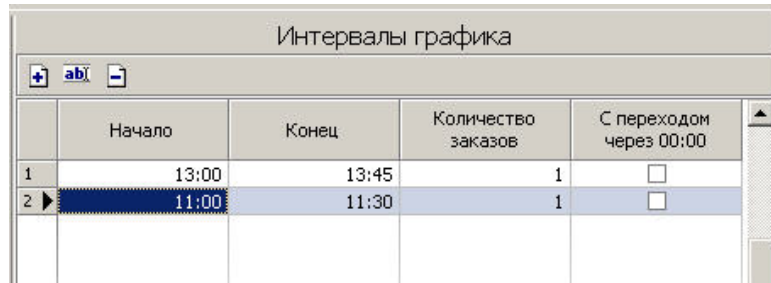 Интервалы графика
abI
Начало Конец Количество заказов С переходом через 00:00
1 13:00 13:45 1
2 11:00 11:30 1